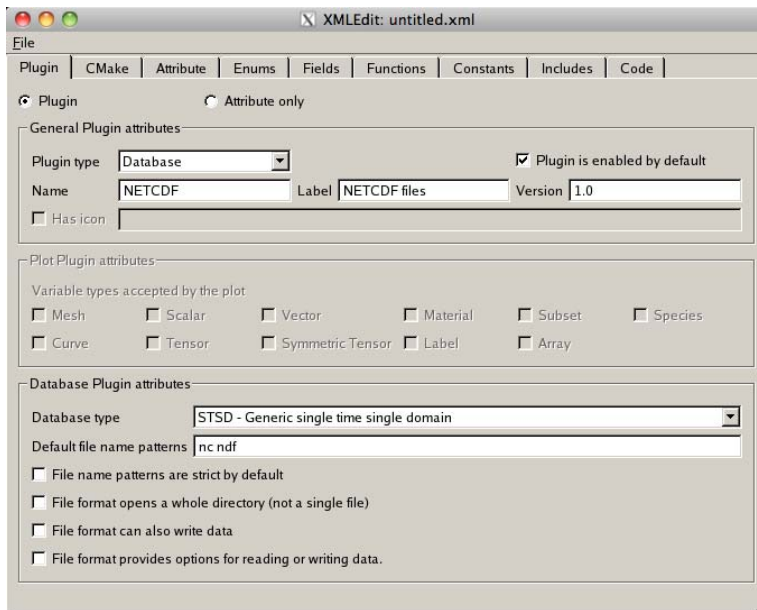 XMLEdit: untitled.xml
File
Plugin CMake Attribute Enums Fields Functions Constants Includes Code
Plugin Attribute only
General Plugin attributes
Plugin type Database Plugin is enabled by default
Name NETCDF Label NETCDF files Version 1.0
Has icon
Plot Plugin attributes
Variable types accepted by the plot
Mesh Scalar Vector Material Subset Species
Curve Tensor Symmetric Tensor Label Array
Database Plugin attributes
Database type STSD - Generic single time single domain
Default file name patterns nc ndf
File name patterns are strict by default
File format opens a whole directory (not a single file)
File format can also write data
File format provides options for reading or writing data.